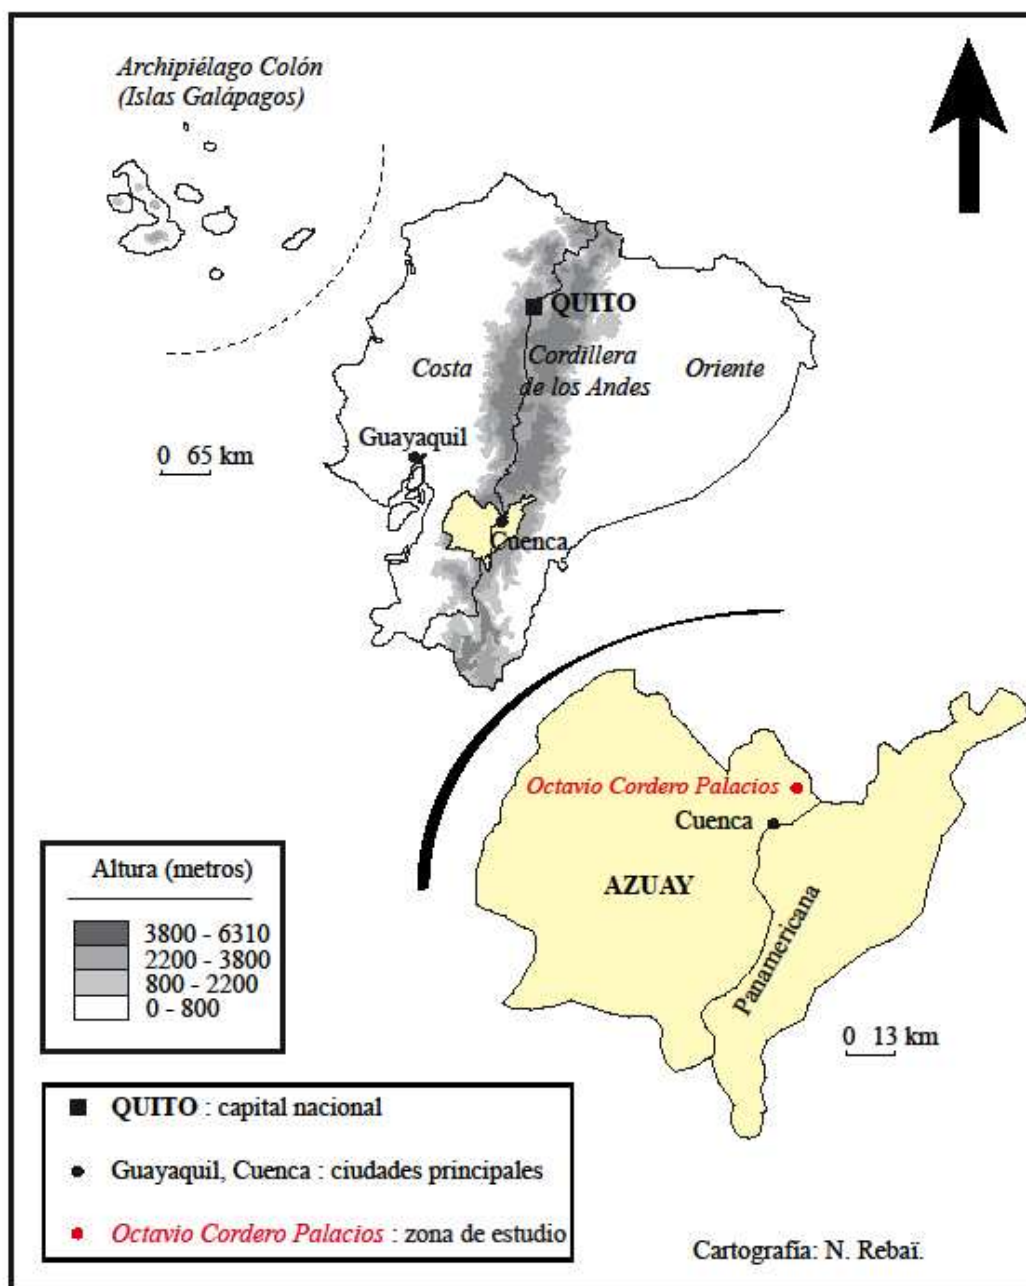 Archipiélago Colón
(Islas Galápagos)
QUITO
Costa
Cordillera
de los Andes
Oriente
Guayaquil
0 65 km
Cuenca
Octavio Cordero Palacios
Cuenca
AZUAY
Panamericana
0 13 km
Altura (metros)
3800 - 6310
2200 - 3800
800 - 2200
0 - 800
QUITO : capital nacional
Guayaquil, Cuenca : ciudades principales
Octavio Cordero Palacios : zona de estudio
Cartografía: N. Rebaï.